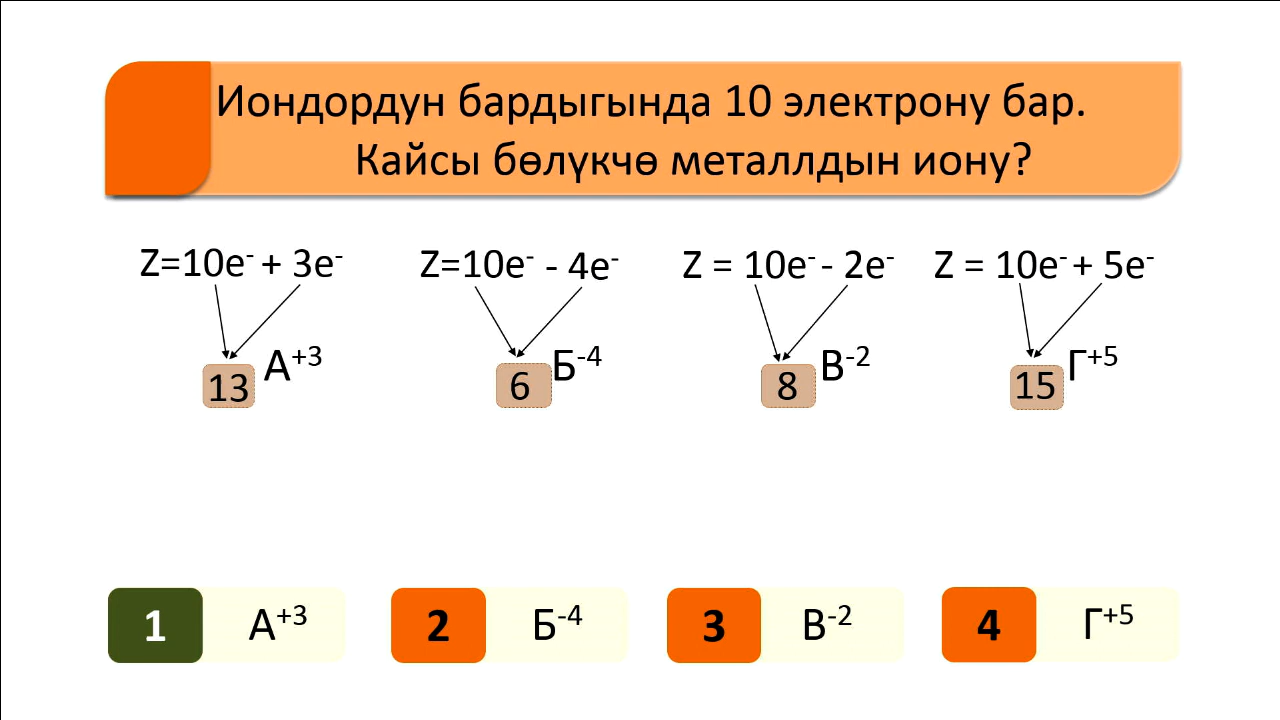 Иондордун бардыгында 10 электрону бар.
Кайсы бөлүкчө металлдын иону?
Z=10e⁻ + 3e⁻
Z=10e⁻ - 4e⁻
Z = 10e⁻ - 2e⁻
Z = 10e⁻ + 5e⁻
13 А⁺³
6 Б⁻⁴
8 В⁻²
15 Г⁺⁵
1 А⁺³
2 Б⁻⁴
3 В⁻²
4 Г⁺⁵